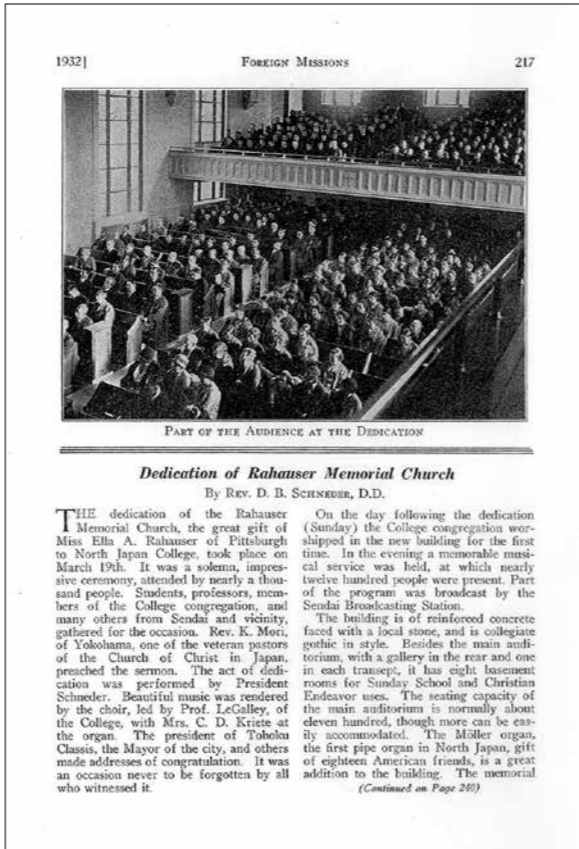 1932]
FOREIGN MISSIONS
217
PART OF THE AUDIENCE AT THE DEDICATION
Dedication of Rahauser Memorial Church
By REV. D. B. SCHNEDER, D.D.
THE dedication of the Rahauser
Memorial Church, the great gift of
Miss Ella A. Rahauser of Pittsburgh
to North Japan College, took place on
March 19th. It was a solemn, impres-
sive ceremony, attended by nearly a thou-
sand people. Students, professors, mem-
bers of the College congregation, and
many others from Sendai and vicinity,
gathered for the occasion. Rev. K. Mori,
of Yokohama, one of the veteran pastors
of the Church of Christ in Japan,
preached the sermon. The act of dedi-
cation was performed by President
Schneder. Beautiful music was rendered
by the choir, led by Prof. LeGalley, of
the College, with Mrs. C. D. Kriete at
the organ. The president of Tohoku
Classis, the Mayor of the city, and others
made addresses of congratulation. It was
an occasion never to be forgotten by all
who witnessed it.
On the day following the dedication
(Sunday) the College congregation wor-
shipped in the new building for the first
time. In the evening a memorable musi-
cal service was held, at which nearly
twelve hundred people were present. Part
of the program was broadcast by the
Sendai Broadcasting Station.
The building is of reinforced concrete
faced with a local stone, and is collegiate
gothic in style. Besides the main audi-
torium, with a gallery in the rear and one
in each transept, it has eight basement
rooms for Sunday School and Christian
Endeavor uses. The seating capacity of
the main auditorium is normally about
eleven hundred, though more can be eas-
ily accommodated. The Möller organ,
the first pipe organ in North Japan, gift
of eighteen American friends, is a great
addition to the building. The memorial
(Continued on Page 240)